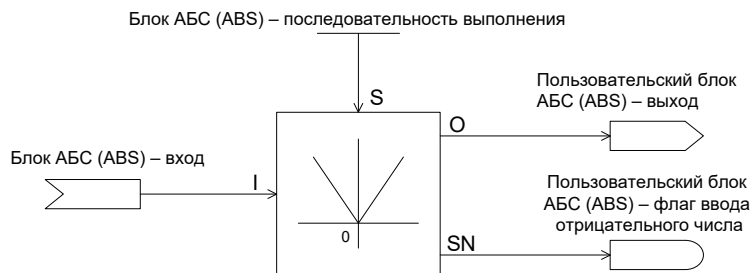 Блок АБС (ABS) – последовательность выполнения
S
Пользовательский блок
АБС (ABS) – выход
O
Блок АБС (ABS) – вход
I
Пользовательский блок
АБС (ABS) – флаг ввода
отрицательного числа
0
SN